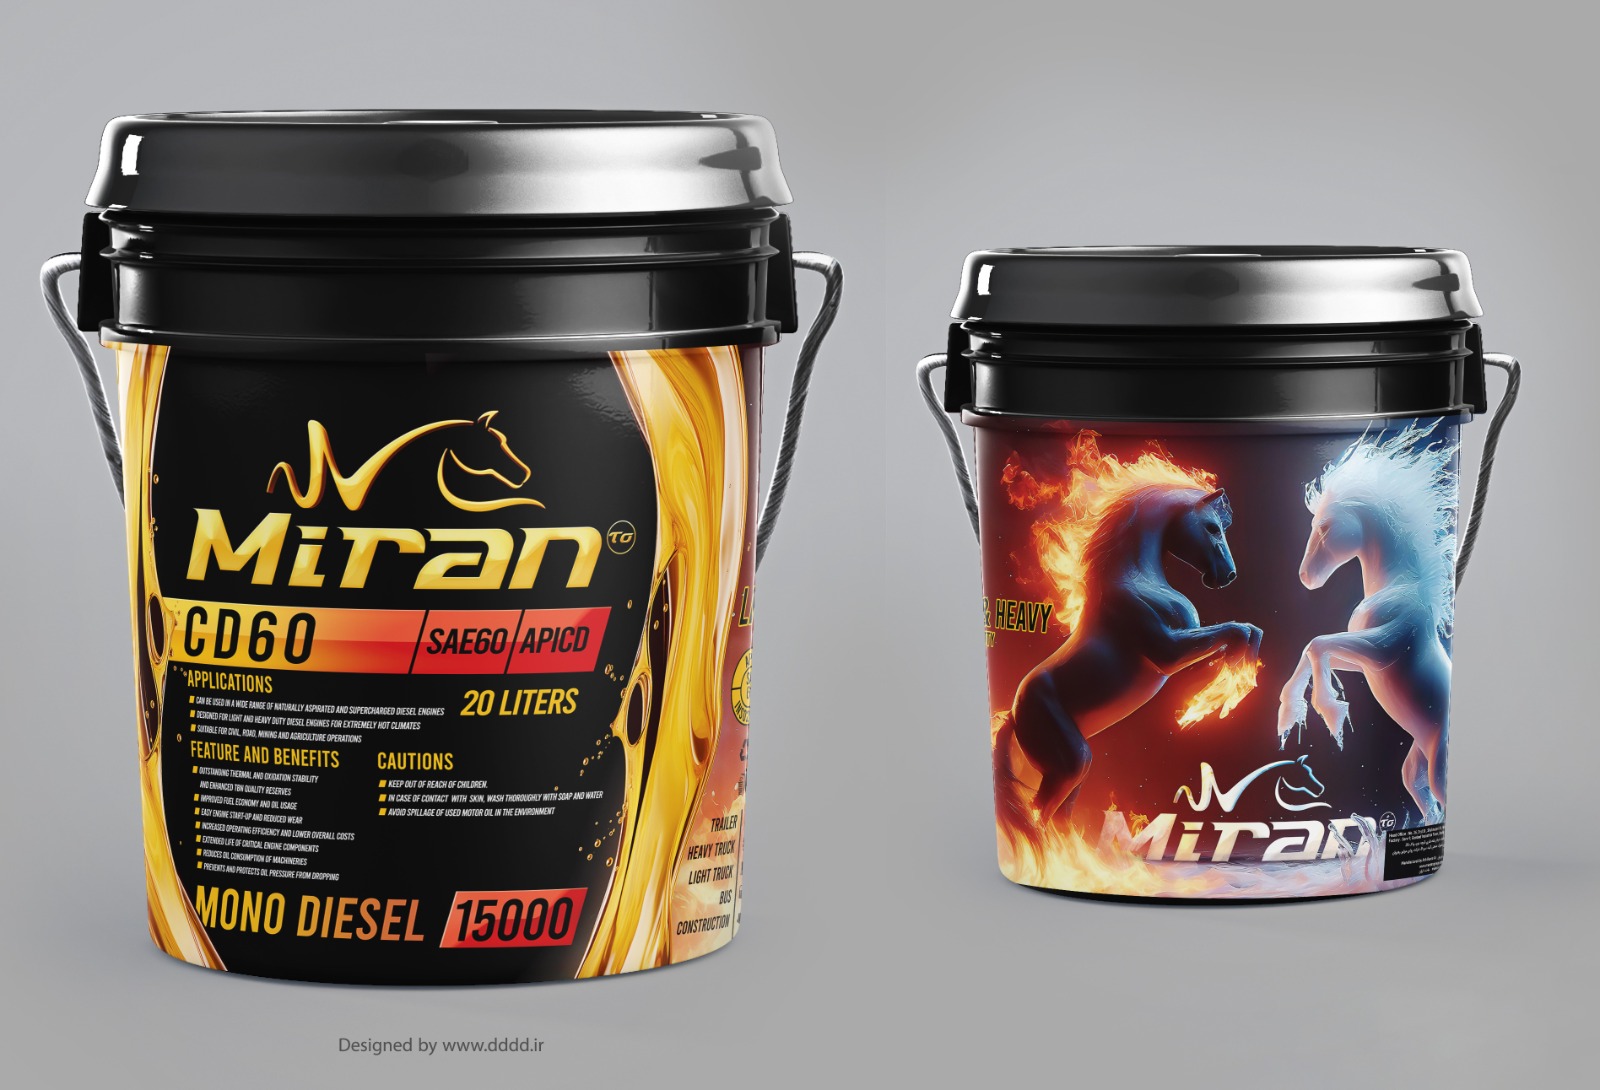 Miran
TO
CD60
SAE60
APICD
APPLICATIONS
20 LITERS
CAN BE USED IN A WIDE RANGE OF NATURALLY ASPIRATED AND SUPERCHARGED DIESEL ENGINES
DESIGNED FOR LIGHT AND HEAVY DUTY DIESEL ENGINES FOR EXTREMELY HOT CLIMATES
SUITABLE FOR CIVIL, ROAD, MINING AND AGRICULTURE OPERATIONS
FEATURE AND BENEFITS
OUTSTANDING THERMAL AND OXIDATION STABILITY
AND ENHANCED TBN QUALITY RESERVES
IMPROVED FUEL ECONOMY AND OIL USAGE
EASY ENGINE START-UP AND REDUCED WEAR
INCREASED OPERATING EFFICIENCY AND LOWER OVERALL COSTS
EXTENDED LIFE OF CRITICAL ENGINE COMPONENTS
REDUCES OIL CONSUMPTION OF MACHINERIES
PREVENTS AND PROTECTS OIL PRESSURE FROM DROPPING
CAUTIONS
KEEP OUT OF REACH OF CHILDREN.
IN CASE OF CONTACT WITH SKIN, WASH THOROUGHLY WITH SOAP AND WATER
AVOID SPILLAGE OF USED MOTOR OIL IN THE ENVIRONMENT
MONO DIESEL
15000
TRAILER
HEAVY TRUCK
LIGHT TRUCK
BUS
CONSTRUCTION
& HEAVY
Miran
TO
Designed by www.dddd.ir